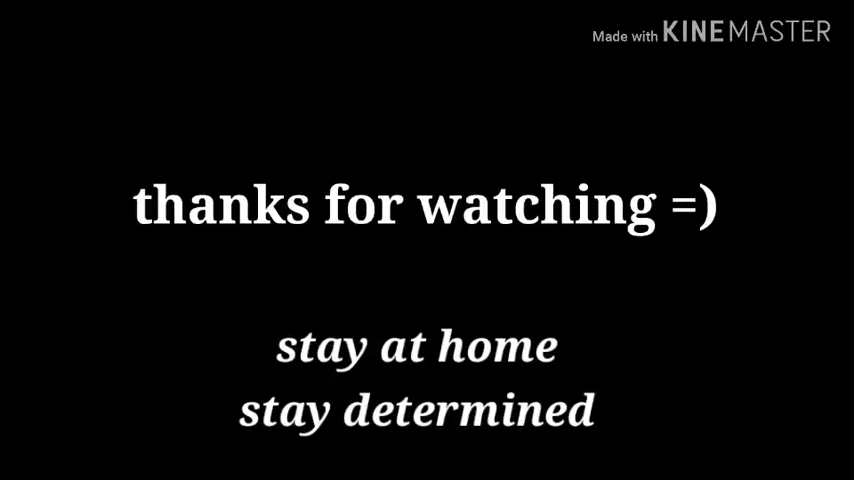 Made with KINEMASTER
thanks for watching =)
stay at home
stay determined